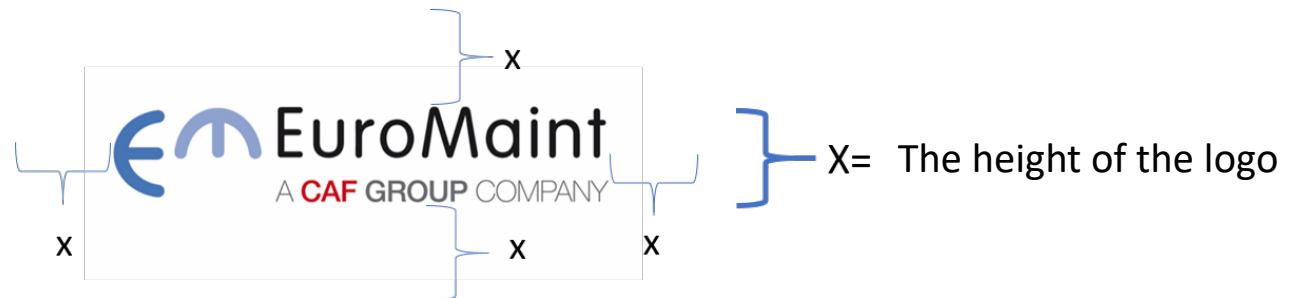 x
EuroMaint
A CAF GROUP COMPANY
X= The height of the logo
x
x
x